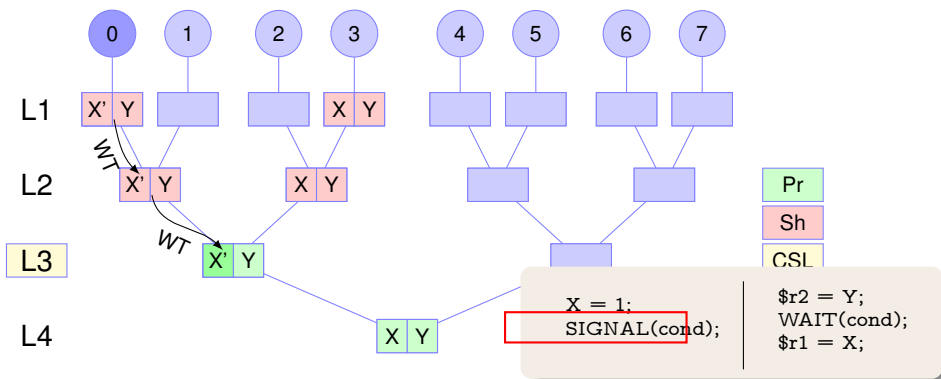 0 1 2 3 4 5 6 7
L1 X' Y X Y
WT
L2 X' Y X Y Pr
Sh
WT
L3 X' Y CSL
X = 1;
SIGNAL(cond);
$r2 = Y;
WAIT(cond);
$r1 = X;
L4 X Y